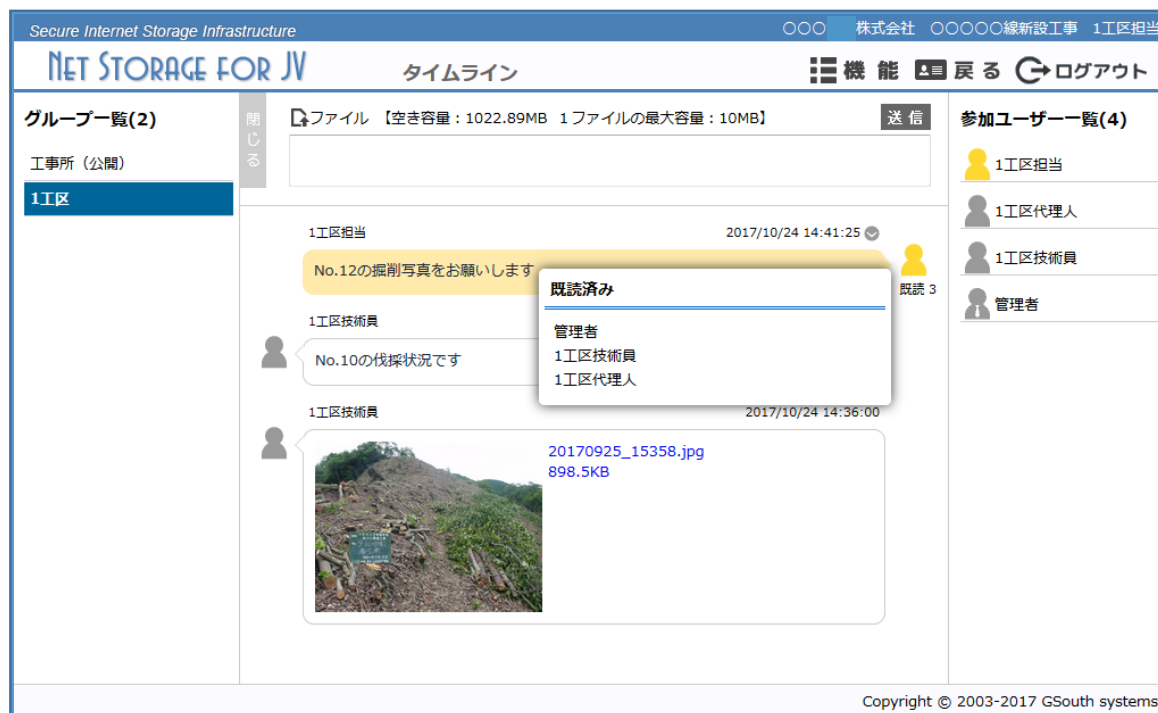 Secure Internet Storage Infrastructure
○○○ 株式会社 ○○○○○線新設工事 1工区担当
NET STORAGE FOR JV
タイムライン
機 能 戻 る ログアウト
グループ一覧(2)
工事所（公開）
1工区
閉じる
ファイル 【空き容量：1022.89MB 1ファイルの最大容量：10MB】
送 信
1工区担当 2017/10/24 14:41:25
No.12の掘削写真をお願いします
既読 3
既読済み
管理者
1工区技術員
1工区代理人
1工区技術員
No.10の伐採状況です
1工区技術員 2017/10/24 14:36:00
20170925_15358.jpg
898.5KB
参加ユーザー一覧(4)
1工区担当
1工区代理人
1工区技術員
管理者
Copyright © 2003-2017 GSouth systems